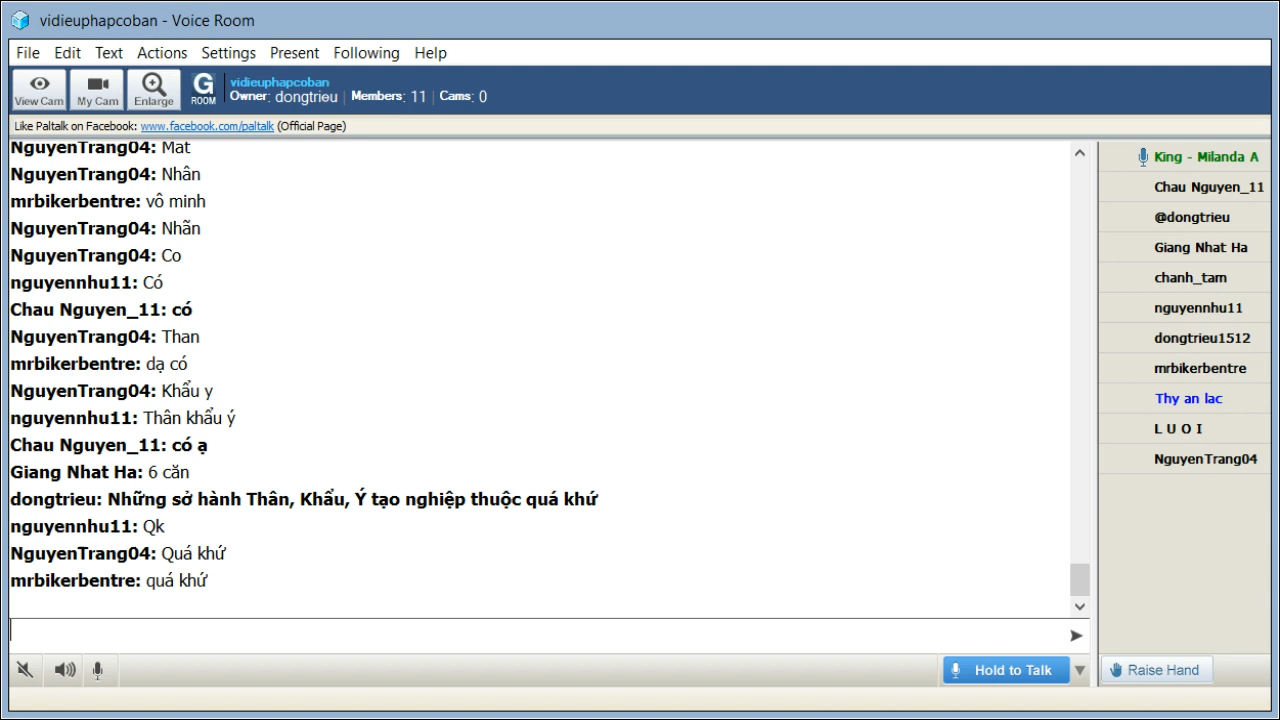 vidieuphapcoban - Voice Room
File Edit Text Actions Settings Present Following Help
View Cam My Cam Enlarge G ROOM
vidieuphapcoban
Owner: dongtrieu | Members: 11 | Cams: 0
Like Paltalk on Facebook: www.facebook.com/paltalk (Official Page)
NguyenTrang04: Mat
NguyenTrang04: Nhân
mrbikerbentre: vô minh
NguyenTrang04: Nhãn
NguyenTrang04: Co
nguyennhu11: Có
Chau Nguyen_11: có
NguyenTrang04: Than
mrbikerbentre: dạ có
NguyenTrang04: Khẩu y
nguyennhu11: Thân khẩu ý
Chau Nguyen_11: có ạ
Giang Nhat Ha: 6 căn
dongtrieu: Những sở hành Thân, Khẩu, Ý tạo nghiệp thuộc quá khứ
nguyennhu11: Qk
NguyenTrang04: Quá khứ
mrbikerbentre: quá khứ
Hold to Talk
King - Milanda A
Chau Nguyen_11
@dongtrieu
Giang Nhat Ha
chanh_tam
nguyennhu11
dongtrieu1512
mrbikerbentre
Thy an lac
L U O I
NguyenTrang04
Raise Hand